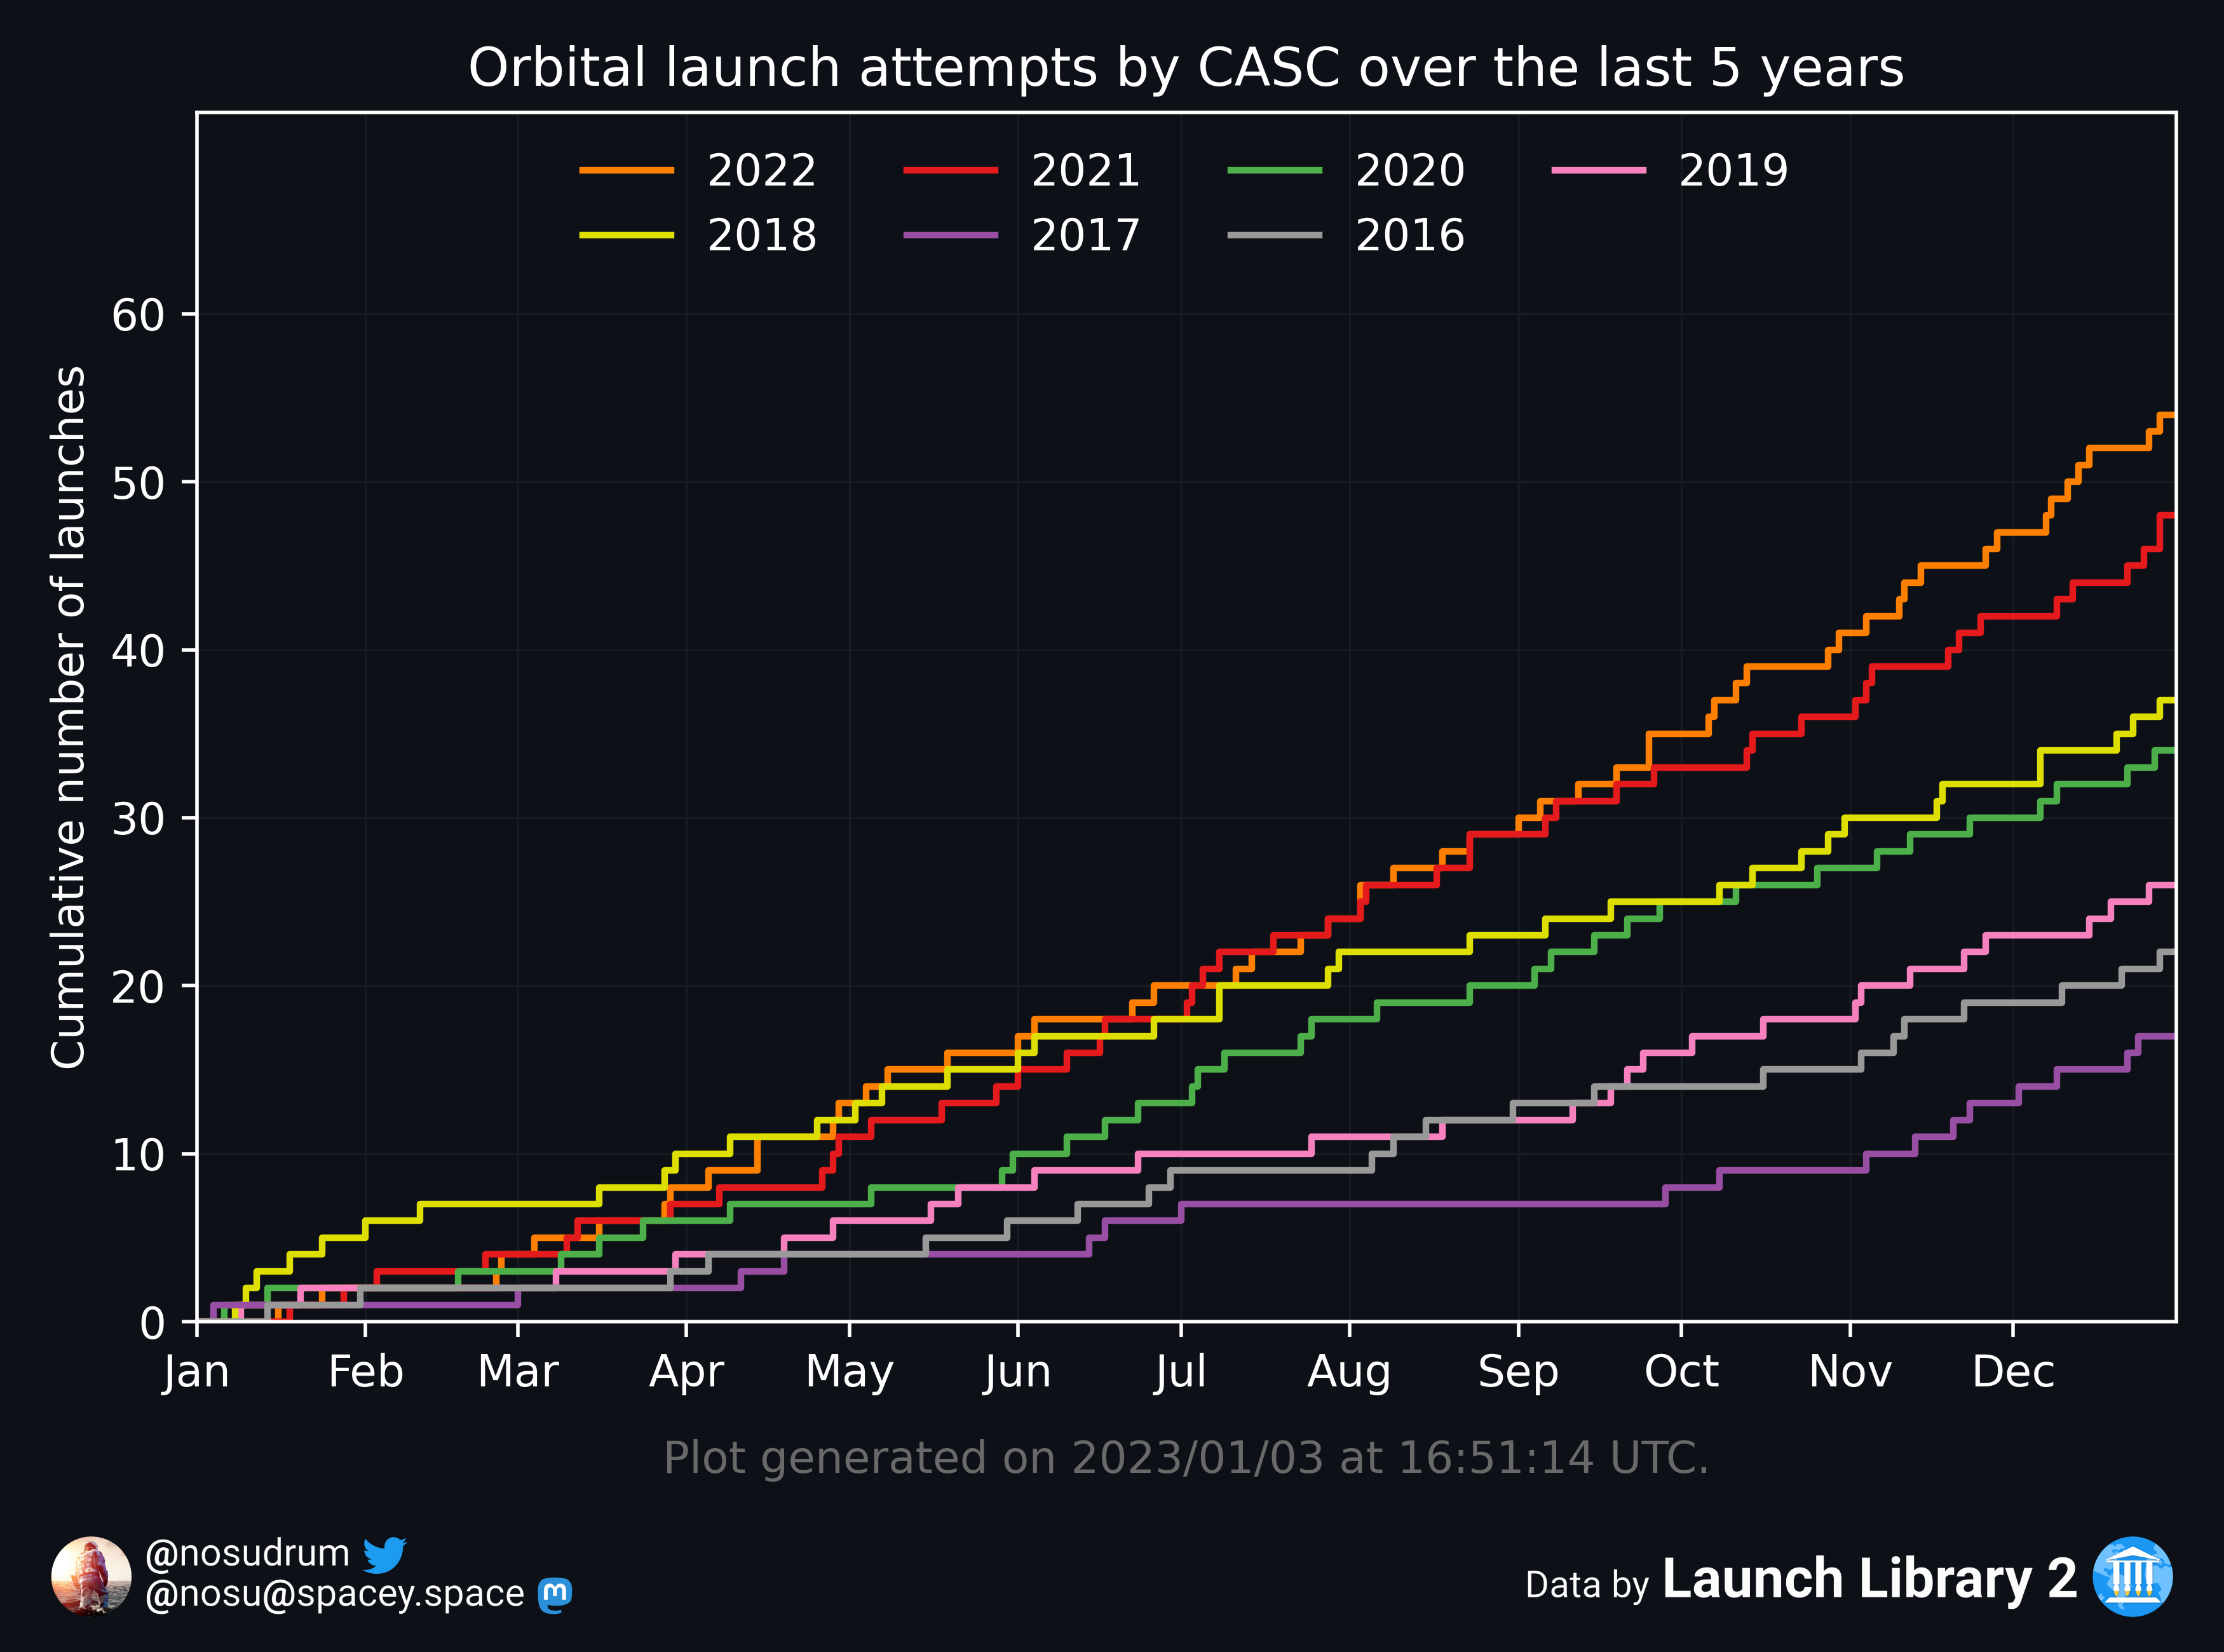 Orbital launch attempts by CASC over the last 5 years
2022 2021 2020 2019
2018 2017 2016
Cumulative number of launches
60
50
40
30
20
10
0
Jan Feb Mar Apr May Jun Jul Aug Sep Oct Nov Dec
Plot generated on 2023/01/03 at 16:51:14 UTC.
@nosudrum
@nosu@spacey.space
Data by Launch Library 2